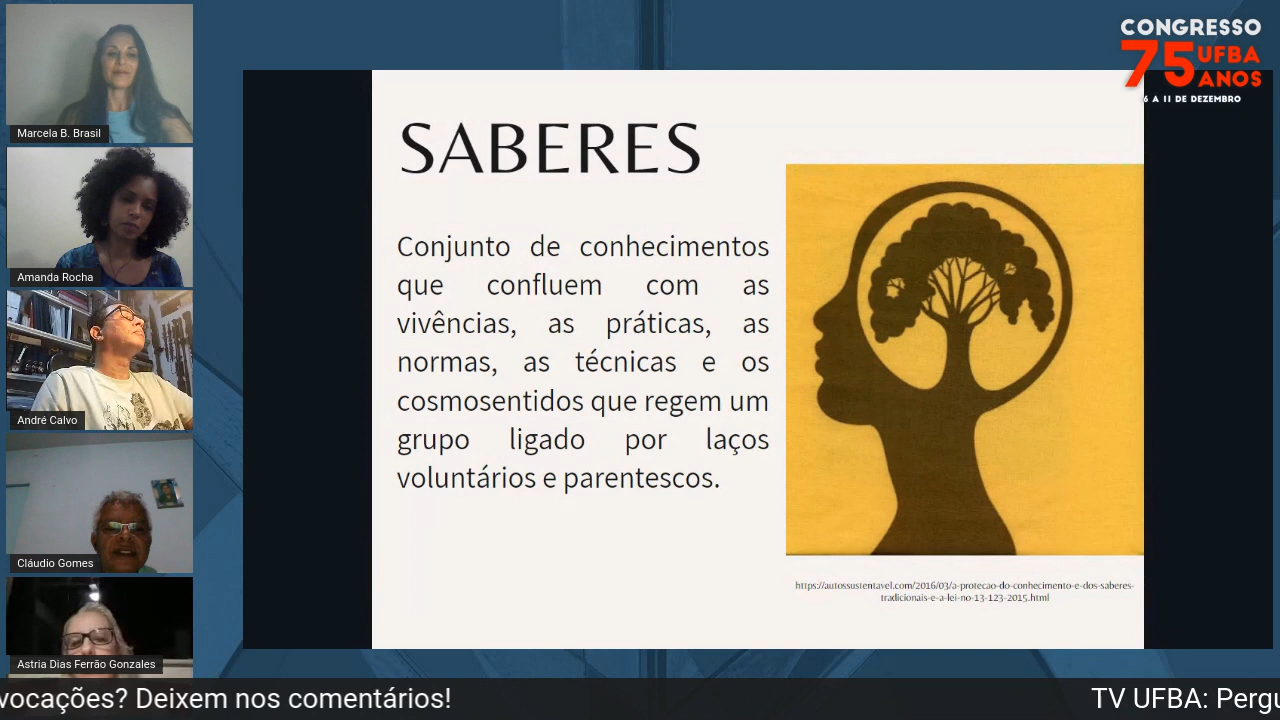 CONGRESSO
75 UFBA
ANOS
6 A 11 DE DEZEMBRO
SABERES
Conjunto de conhecimentos
que confluem com as
vivências, as práticas, as
normas, as técnicas e os
cosmosentidos que regem um
grupo ligado por laços
voluntários e parentescos.
https://autossustentavel.com/2016/03/a-protecao-do-conhecimento-e-dos-saberes-
tradicionais-e-a-lei-no-13-123-2015.html
Marcela B. Brasil
Amanda Rocha
André Calvo
Cláudio Gomes
Astria Dias Ferrão Gonzales
vocações? Deixem nos comentários! TV UFBA: Pergu